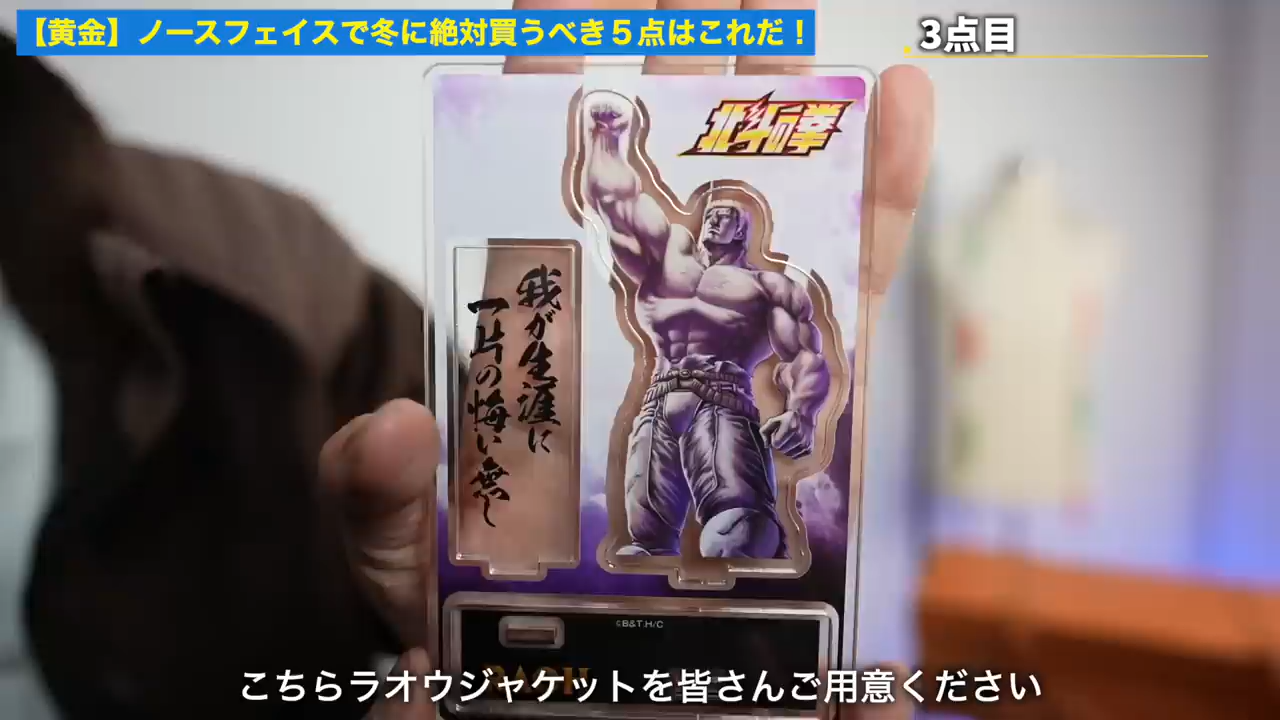 【黄金】ノースフェイスで冬に絶対買うべき５点はこれだ！
3点目
北斗の拳
我が生涯に
一片の悔い無し
©B&T.H/C
こちらラオウジャケットを皆さんご用意ください